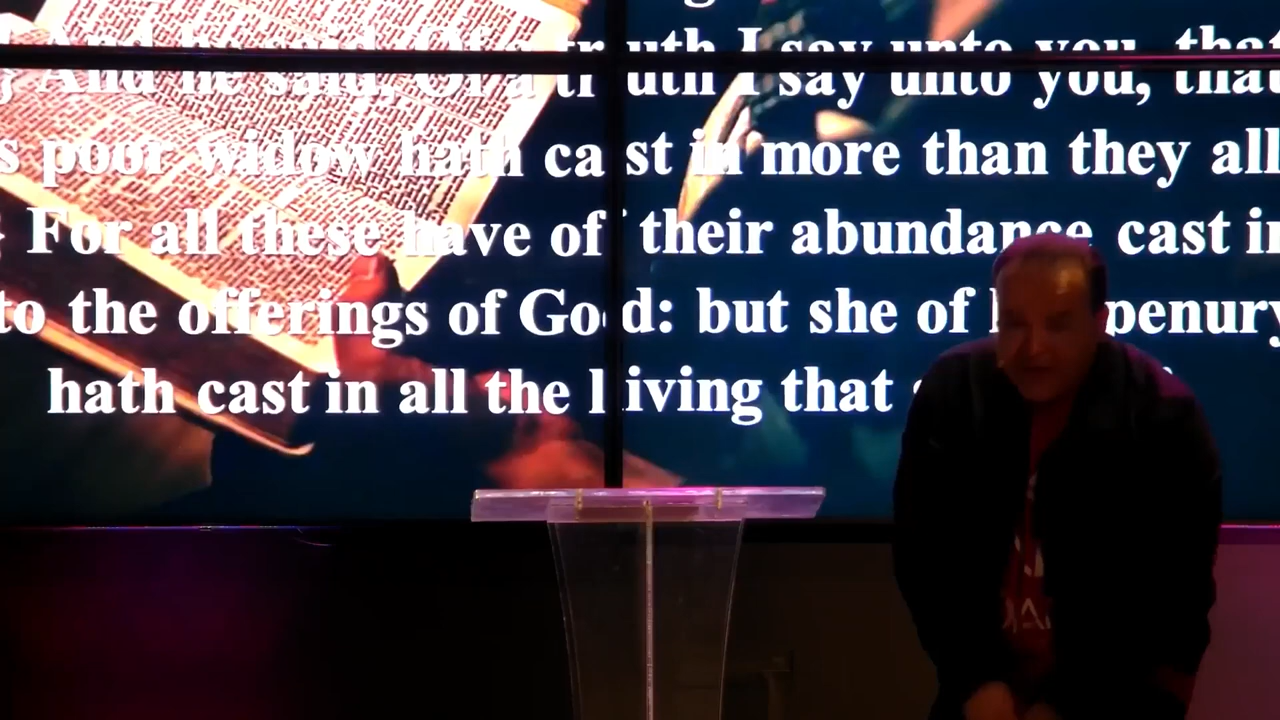 } And he said, Of a truth I say unto you, that
s poor widow hath cast in more than they all
For all these have of their abundance cast in
to the offerings of God: but she of penury
hath cast in all the living that